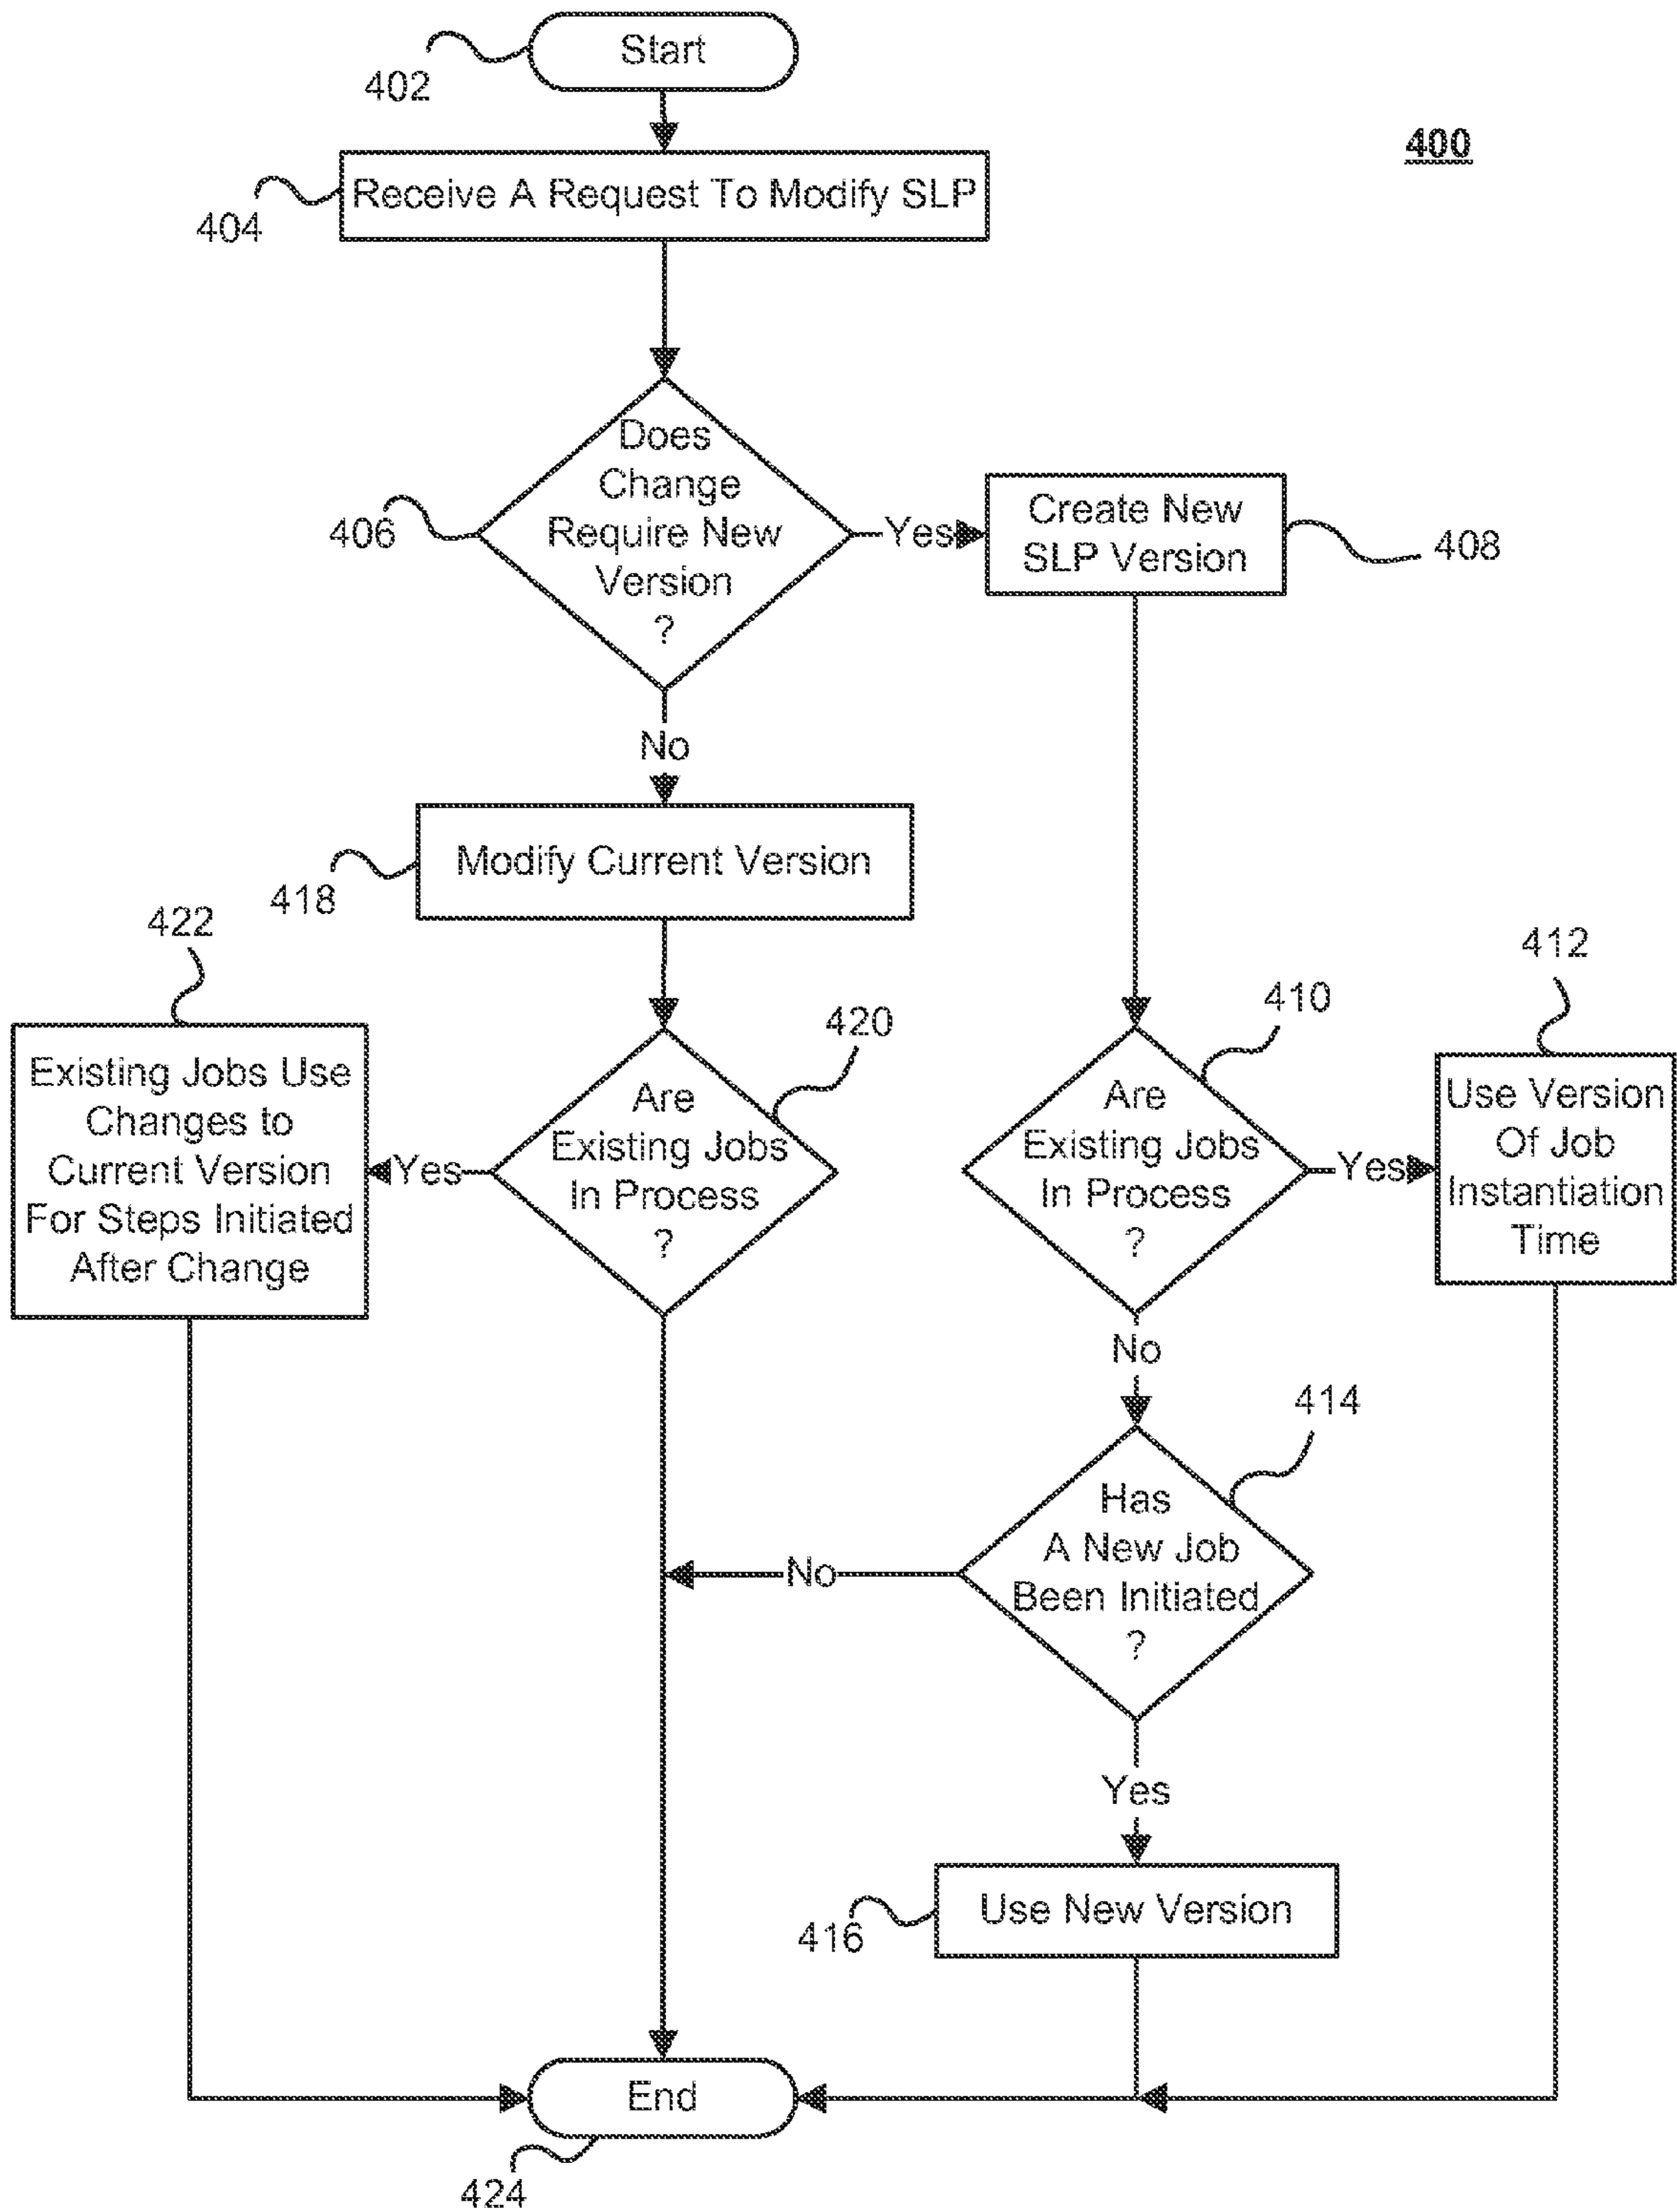 Start
402
400
Receive A Request To Modify SLP
404
Does
Change
Require New
Version
?
406
Yes
Create New
SLP Version
408
No
Modify Current Version
418
422
Existing Jobs Use
Changes to
Current Version
For Steps Initiated
After Change
Yes
420
Are
Existing Jobs
In Process
?
410
Are
Existing Jobs
In Process
?
Yes
412
Use Version
Of Job
Instantiation
Time
No
414
Has
A New Job
Been Initiated
?
No
Yes
Use New Version
416
End
424